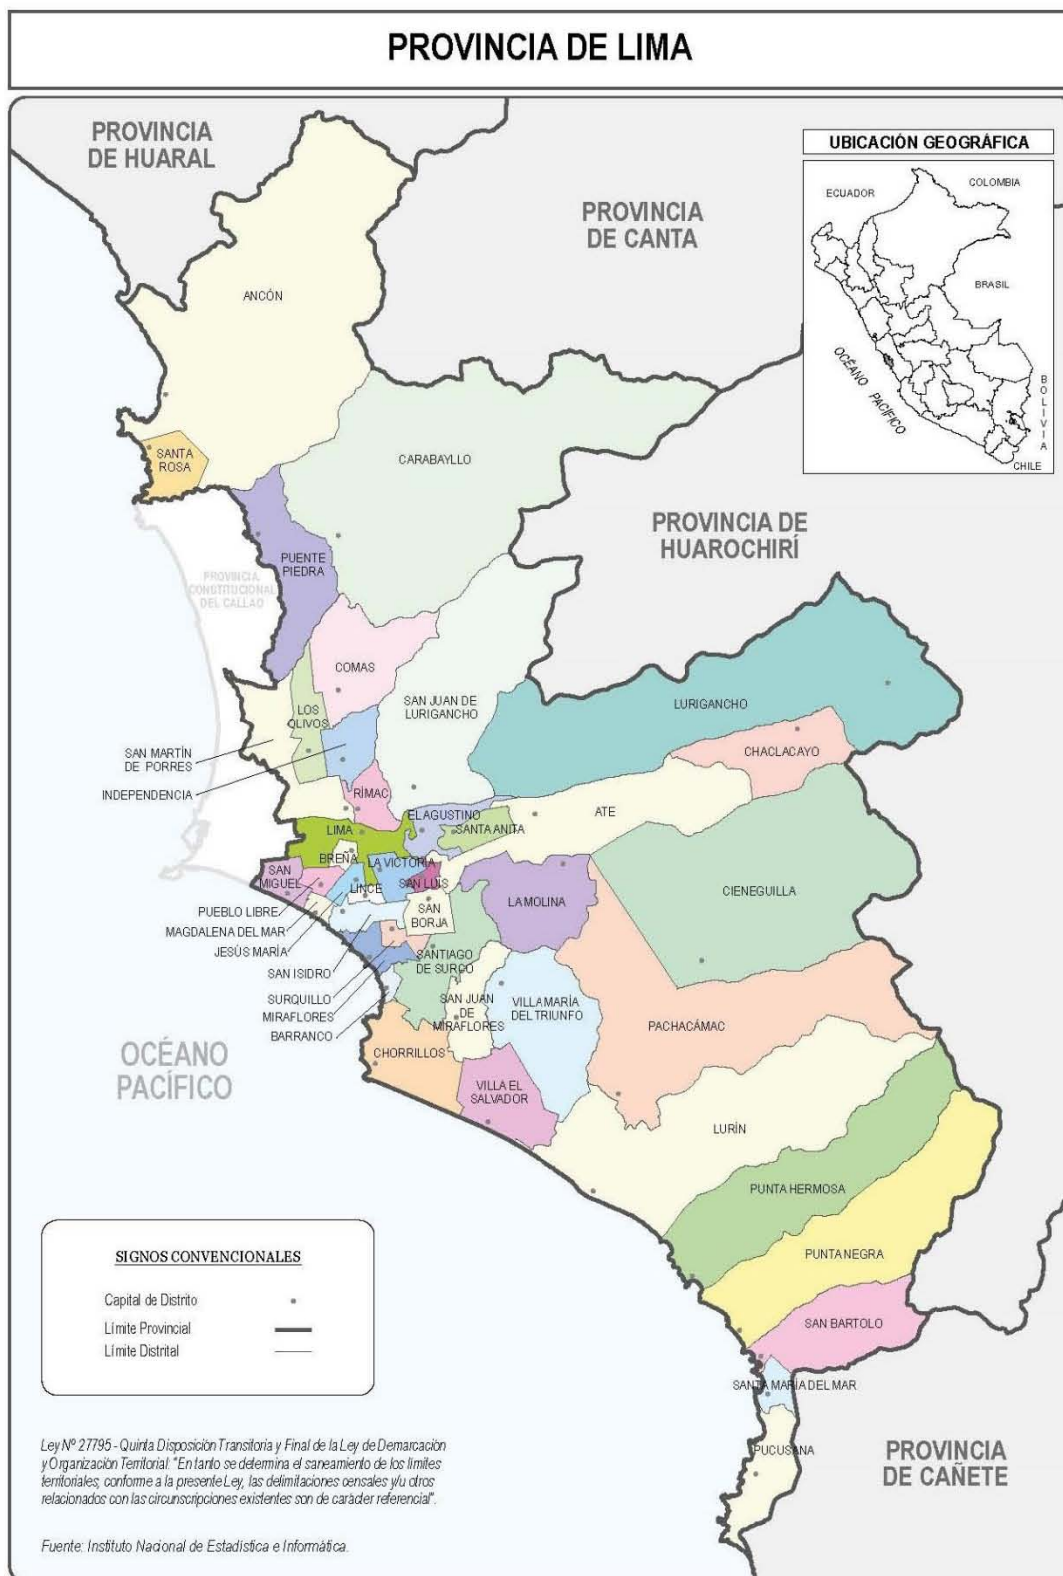 PROVINCIA DE LIMA
PROVINCIA
DE HUARAL
UBICACIÓN GEOGRÁFICA
ECUADOR
COLOMBIA
BRASIL
OCÉANO PACÍFICO
BOLIVIA
CHILE
PROVINCIA
DE CANTA
ANCÓN
SANTA
ROSA
CARABAYLLO
PROVINCIA DE
HUAROCHIRÍ
PUENTE
PIEDRA
PROVINCIA
CONSTITUCIONAL
DEL CALLAO
COMAS
SAN JUAN DE
LURIGANCHO
LURIGANCHO
LOS
OLIVOS
CHACLACAYO
SAN MARTÍN
DE PORRES
INDEPENDENCIA
RÍMAC
EL AGUSTINO
ATE
LIMA
SANTA ANITA
BREÑA
LA VICTORIA
SAN
MIGUEL
LINCE
SAN LUIS
CIENEGUILLA
LA MOLINA
PUEBLO LIBRE
SAN
BORJA
MAGDALENA DEL MAR
JESÚS MARÍA
SANTIAGO
DE SURCO
SAN ISIDRO
SURQUILLO
MIRAFLORES
BARRANCO
SAN JUAN
DE
MIRAFLORES
VILLA MARÍA
DEL TRIUNFO
PACHACÁMAC
OCÉANO
PACÍFICO
CHORRILLOS
VILLA EL
SALVADOR
LURÍN
PUNTA HERMOSA
PUNTA NEGRA
SAN BARTOLO
SANTA MARÍA DEL MAR
PUCUSANA
PROVINCIA
DE CAÑETE
SIGNOS CONVENCIONALES
Capital de Distrito
Límite Provincial
Límite Distrital
Ley Nº 27795 - Quinta Disposición Transitoria y Final de la Ley de Demarcación
y Organización Territorial: "En tanto se determina el saneamiento de los límites
territoriales, conforme a la presente Ley, las delimitaciones censales y/u otros
relacionados con las circunscripciones existentes son de carácter referencial".
Fuente: Instituto Nacional de Estadística e Informática.